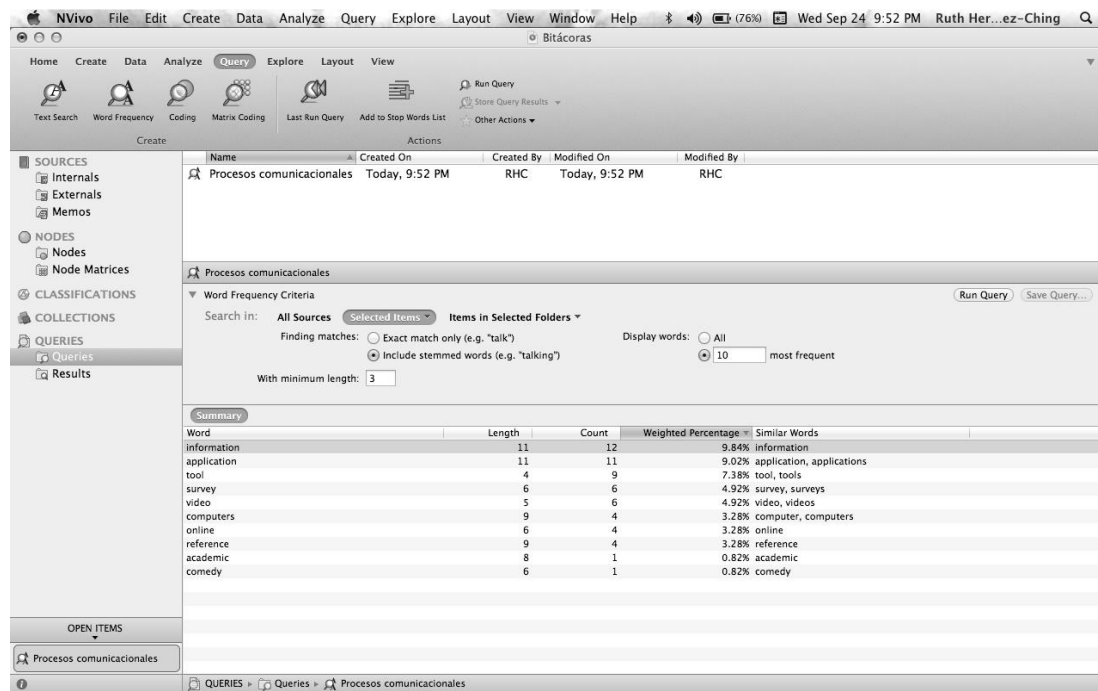 NVivo File Edit Create Data Analyze Query Explore Layout View Window Help (76%) Wed Sep 24 9:52 PM Ruth Her...ez-Ching
Bitácoras
Home Create Data Analyze Query Explore Layout View
Text Search Word Frequency Coding Matrix Coding Last Run Query Add to Stop Words List
Run Query
Store Query Results
Other Actions
Create Actions
SOURCES
Internals
Externals
Memos
NODES
Nodes
Node Matrices
CLASSIFICATIONS
COLLECTIONS
QUERIES
Queries
Results
OPEN ITEMS
Procesos comunicacionales
Name Created On Created By Modified On Modified By
Procesos comunicacionales Today, 9:52 PM RHC Today, 9:52 PM RHC
Procesos comunicacionales
Word Frequency Criteria Run Query Save Query...
Search in: All Sources Selected Items Items in Selected Folders
Finding matches: Exact match only (e.g. "talk") Display words: All
Include stemmed words (e.g. "talking") 10 most frequent
With minimum length: 3
Summary
Word Length Count Weighted Percentage Similar Words
information 11 12 9.84% information
application 11 11 9.02% application, applications
tool 4 9 7.38% tool, tools
survey 6 6 4.92% survey, surveys
video 5 6 4.92% video, videos
computers 9 4 3.28% computer, computers
online 6 4 3.28% online
reference 9 4 3.28% reference
academic 8 1 0.82% academic
comedy 6 1 0.82% comedy
QUERIES Queries Procesos comunicacionales